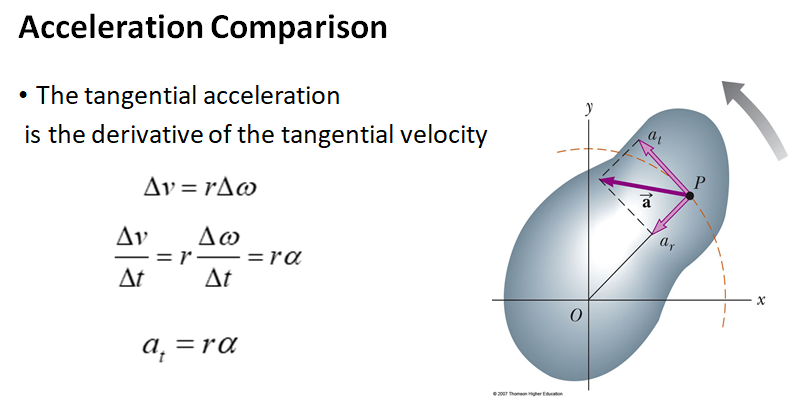 Acceleration Comparison
• The tangential acceleration
is the derivative of the tangential velocity
Δv = rΔω
Δv/Δt = r Δω/Δt = rα
a_t = rα
y
a_t
P
a⃗
a_r
x
O
© 2007 Thomson Higher Education